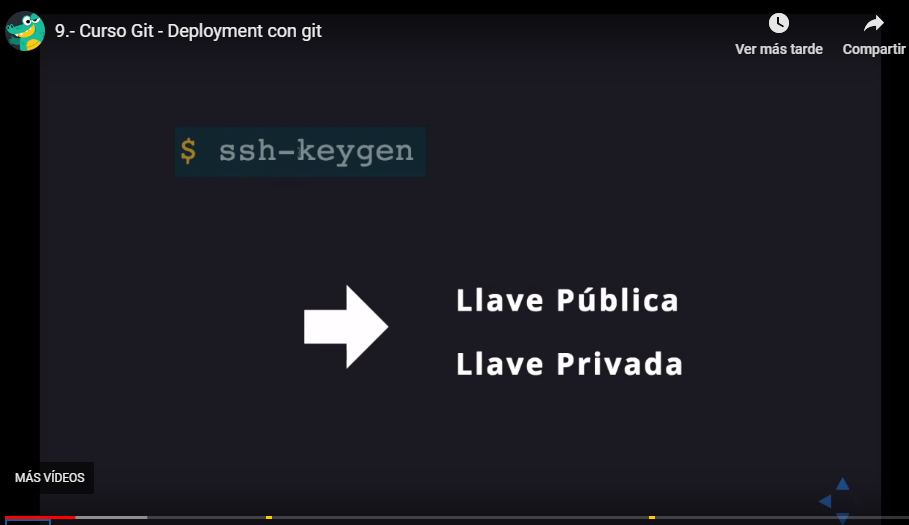 9.- Curso Git - Deployment con git
Ver más tarde
Compartir
$ ssh-keygen
Llave Pública
Llave Privada
MÁS VÍDEOS